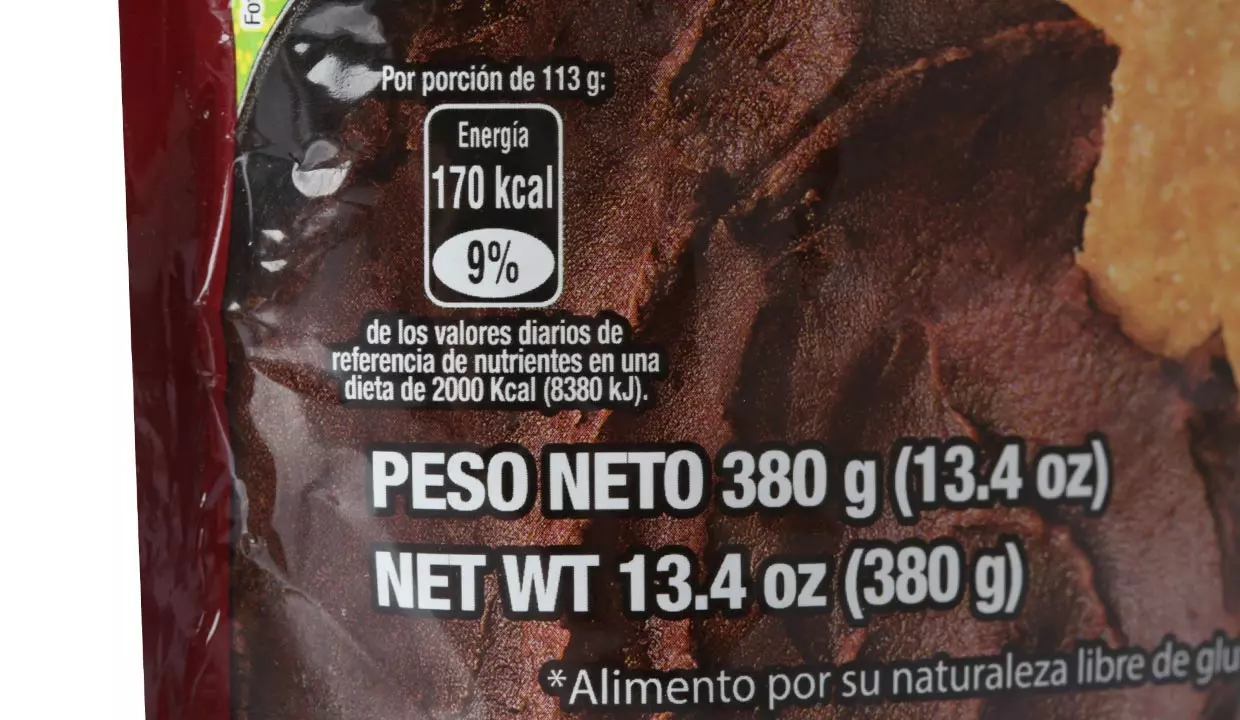 Por porción de 113 g:
Energía
170 kcal
9%
de los valores diarios de
referencia de nutrientes en una
dieta de 2000 Kcal (8380 kJ).
PESO NETO 380 g (13.4 oz)
NET WT 13.4 oz (380 g)
*Alimento por su naturaleza libre de